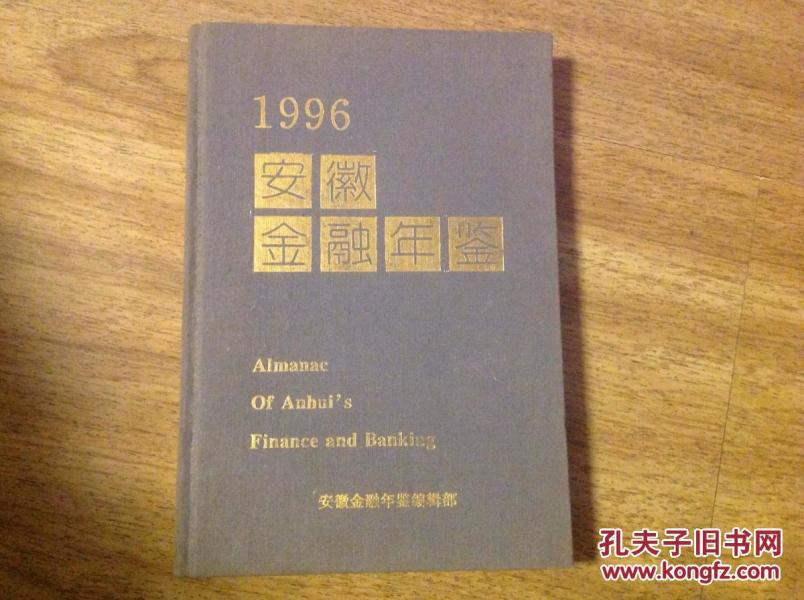 1996
安徽
金融年鉴
Almanac
Of Anhui's
Finance and Banking
安徽金融年鉴编辑部
孔夫子旧书网
www.kongfz.com